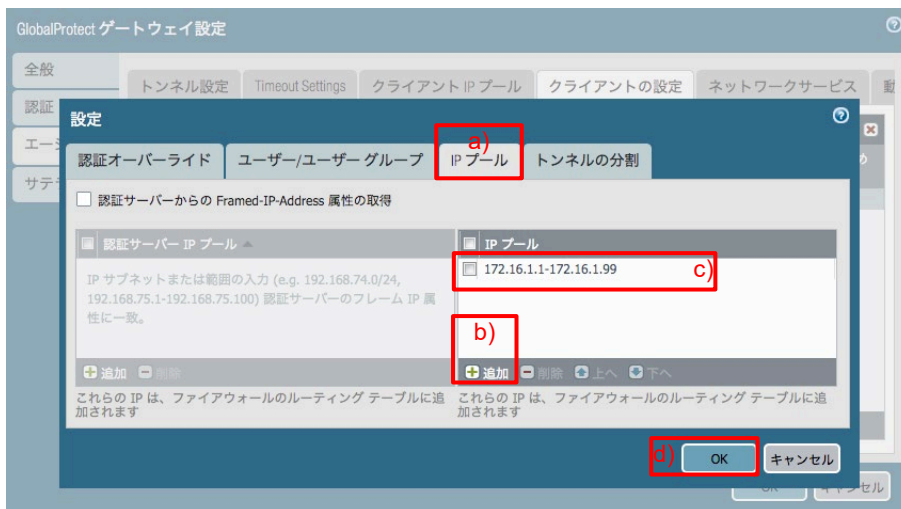 GlobalProtect ゲートウェイ設定
全般
トンネル設定 Timeout Settings クライアント IP プール クライアントの設定 ネットワークサービス 動
認証
設定
a)
認証オーバーライド ユーザー/ユーザー グループ IP プール トンネルの分割
認証サーバーからの Framed-IP-Address 属性の取得
認証サーバー IP プール
IP サブネットまたは範囲の入力 (e.g. 192.168.74.0/24,
192.168.75.1-192.168.75.100) 認証サーバーのフレーム IP 属
性に一致。
追加 削除
これらの IP は、ファイアウォールのルーティング テーブルに追
加されます
IP プール
172.16.1.1-172.16.1.99 c)
b)
追加 削除 上へ 下へ
これらの IP は、ファイアウォールのルーティング テーブルに追
加されます
d) OK キャンセル